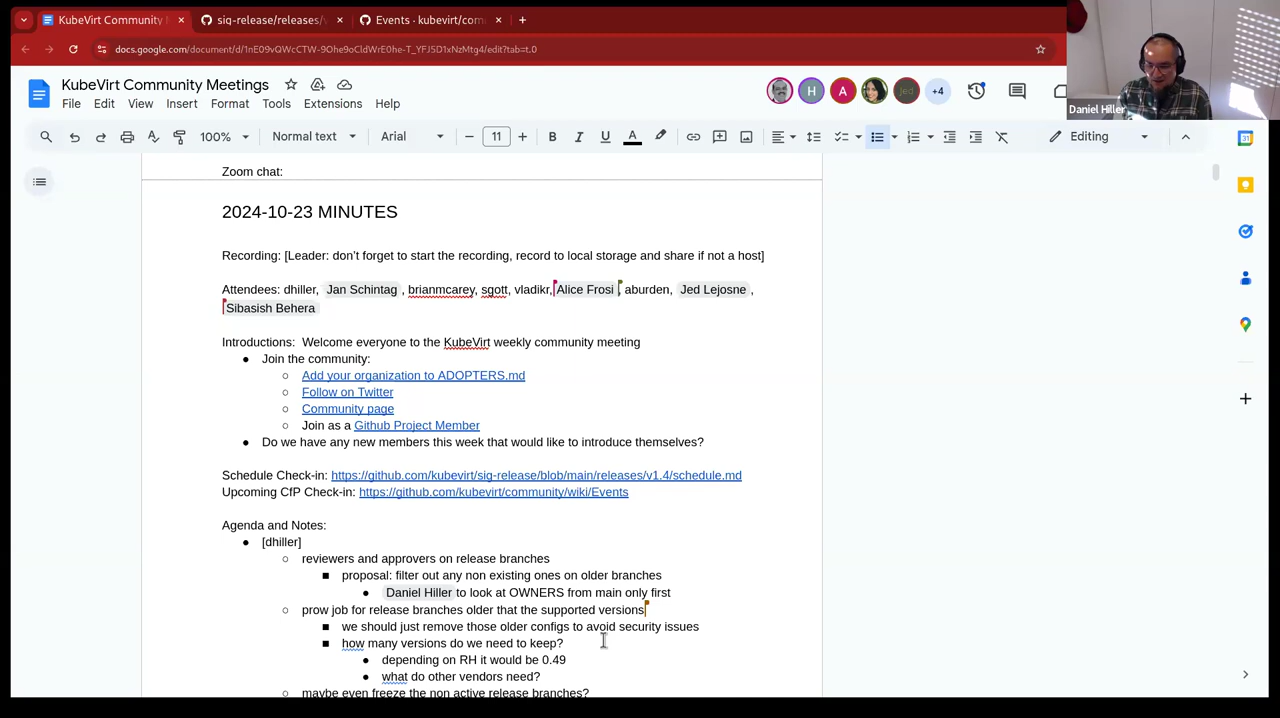 KubeVirt Community M
sig-release/releases/v
Events · kubevirt/com
docs.google.com/document/d/1nE09vQWcCTW-9Ohe9oCldWrE0he-T_YFJ5D1xNzMtg4/edit?tab=t.0
KubeVirt Community Meetings
H
A
Jed
+4
File Edit View Insert Format Tools Extensions Help
Daniel Hiller
100% Normal text Arial 11 B I U A Editing
Zoom chat:
2024-10-23 MINUTES
Recording: [Leader: don’t forget to start the recording, record to local storage and share if not a host]
Attendees: dhiller, Jan Schintag , brianmcarey, sgott, vladikr, Alice Frosi , aburden, Jed Lejosne ,
Sibasish Behera
Introductions: Welcome everyone to the KubeVirt weekly community meeting
● Join the community:
○ Add your organization to ADOPTERS.md
○ Follow on Twitter
○ Community page
○ Join as a Github Project Member
● Do we have any new members this week that would like to introduce themselves?
Schedule Check-in: https://github.com/kubevirt/sig-release/blob/main/releases/v1.4/schedule.md
Upcoming CfP Check-in: https://github.com/kubevirt/community/wiki/Events
Agenda and Notes:
● [dhiller]
○ reviewers and approvers on release branches
■ proposal: filter out any non existing ones on older branches
● Daniel Hiller to look at OWNERS from main only first
○ prow job for release branches older that the supported versions
■ we should just remove those older configs to avoid security issues
■ how many versions do we need to keep?
● depending on RH it would be 0.49
● what do other vendors need?
○ maybe even freeze the non active release branches?